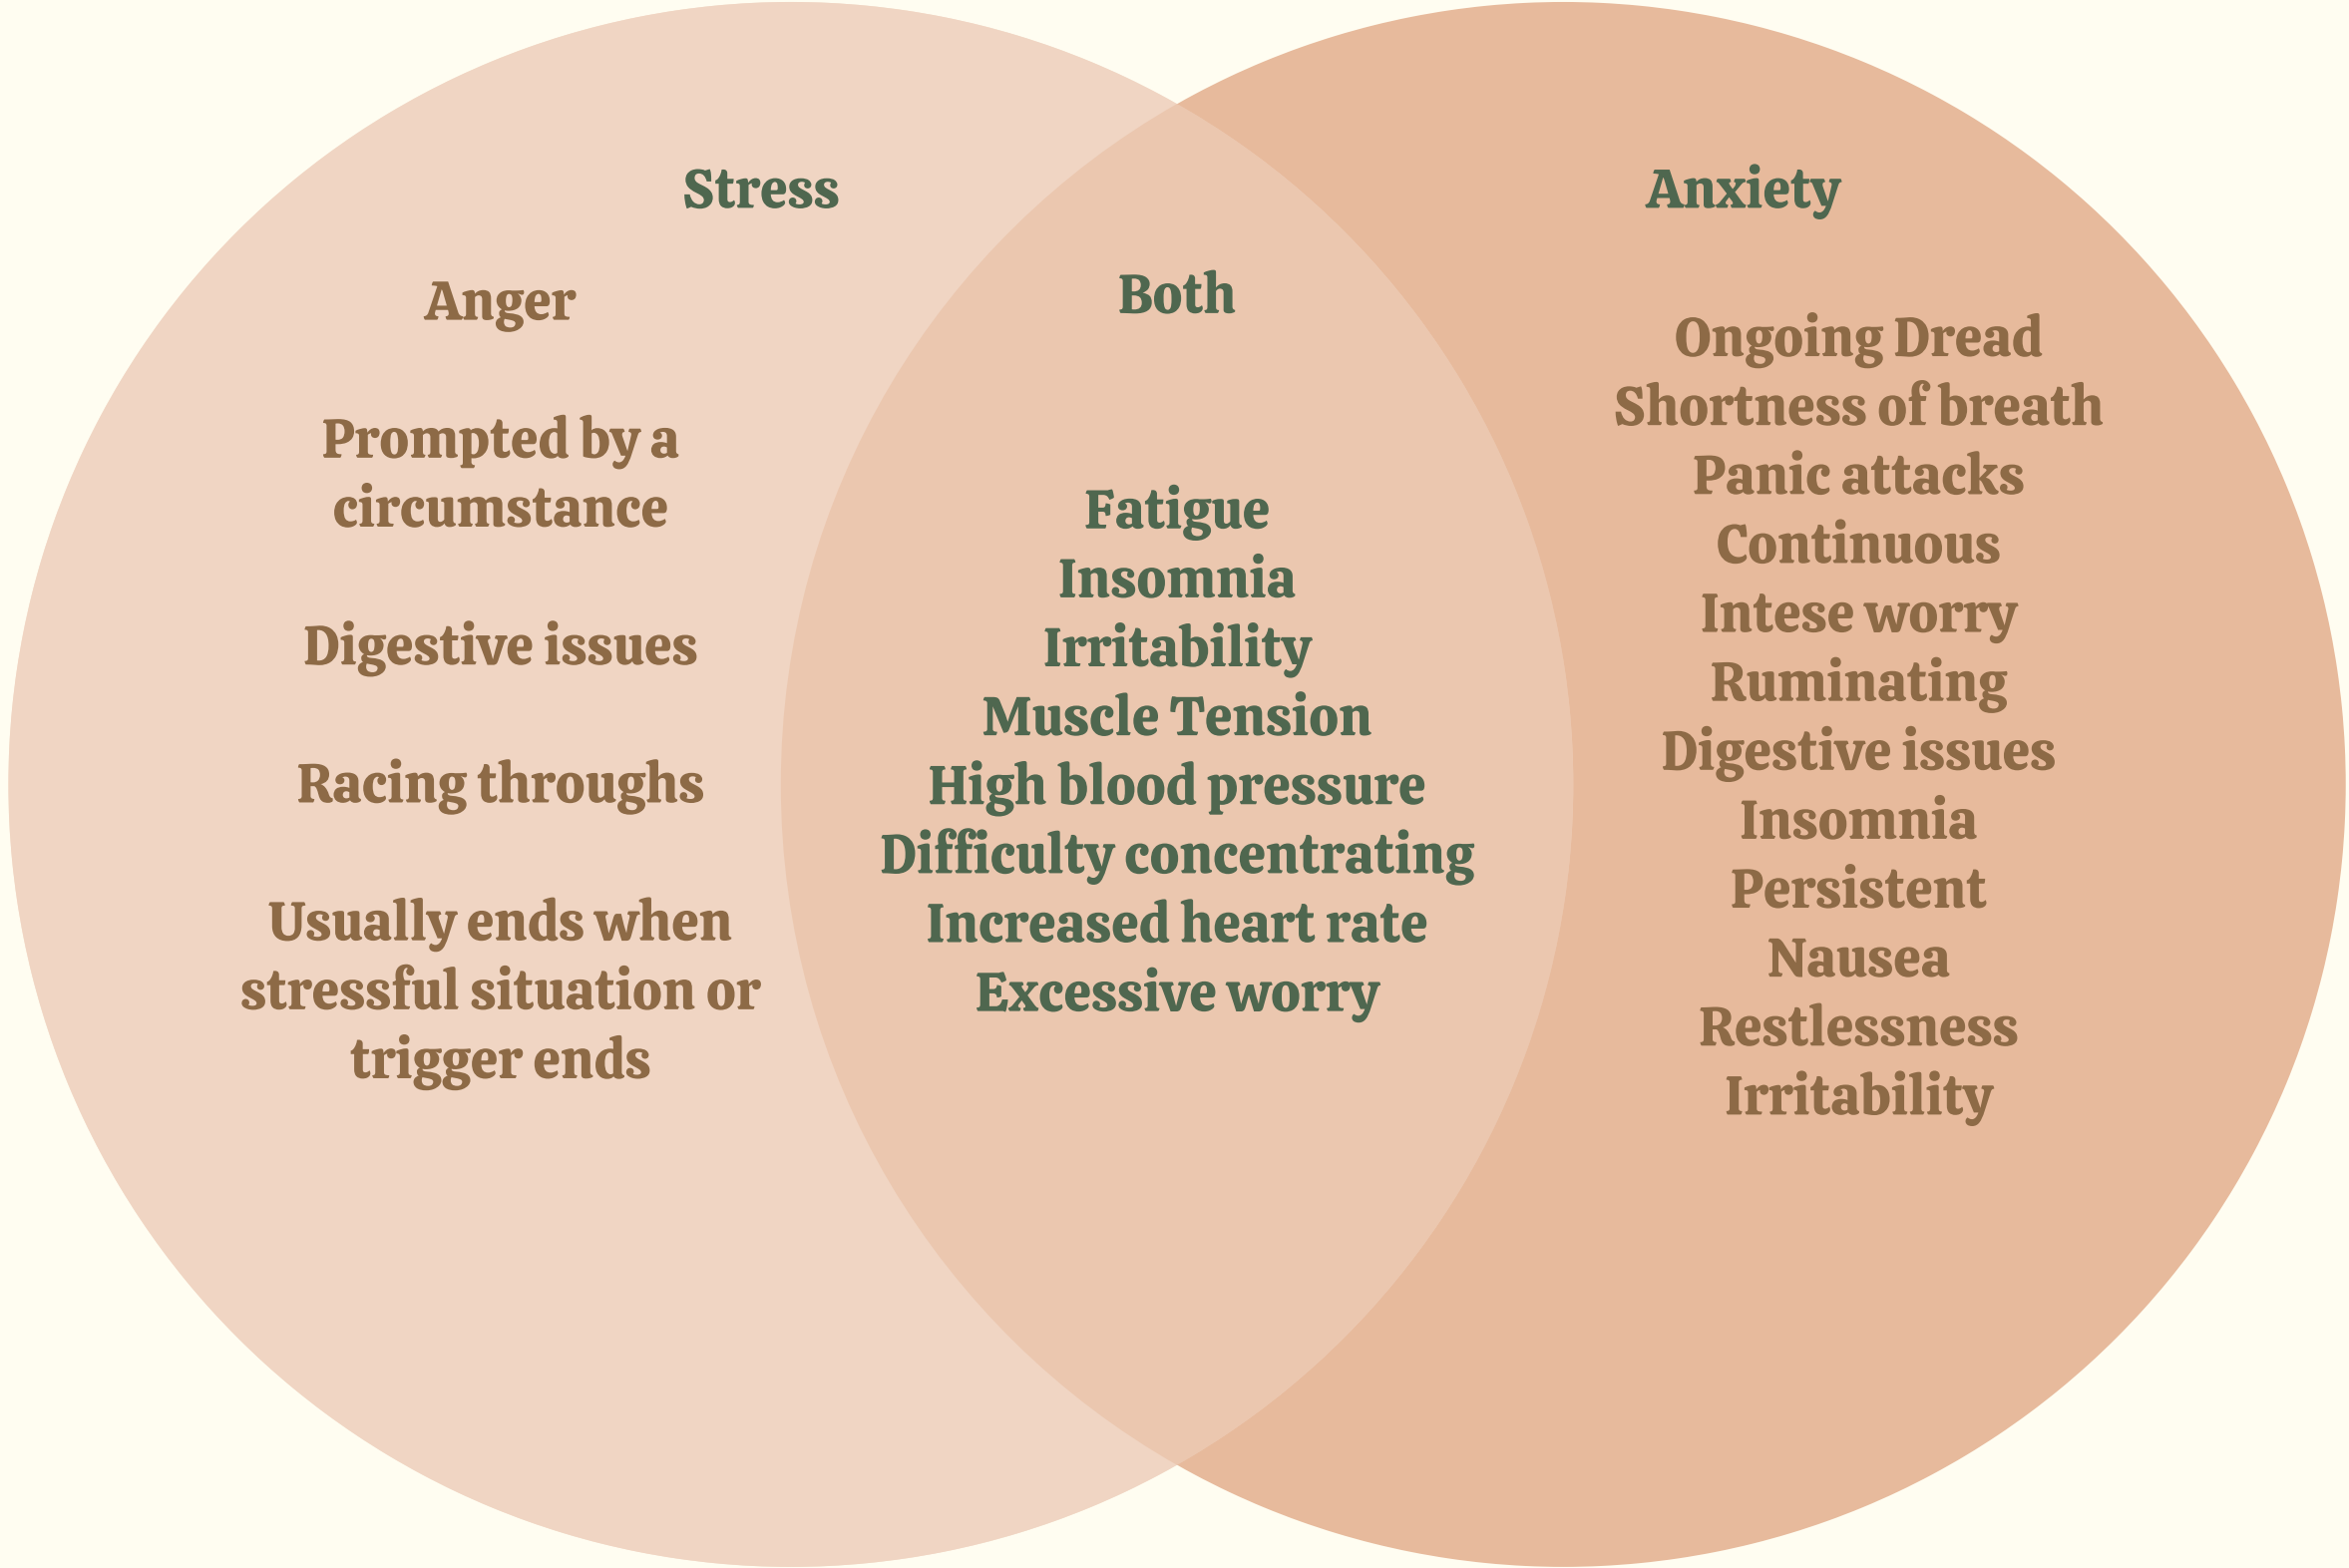 Stress
Anger
Prompted by a
circumstance
Digestive issues
Racing throughs
Usually ends when
stressful situation or
trigger ends
Both
Fatigue
Insomnia
Irritability
Muscle Tension
High blood pressure
Difficulty concentrating
Increased heart rate
Excessive worry
Anxiety
Ongoing Dread
Shortness of breath
Panic attacks
Continuous
Intese worry
Ruminating
Digestive issues
Insomnia
Persistent
Nausea
Restlessness
Irritability